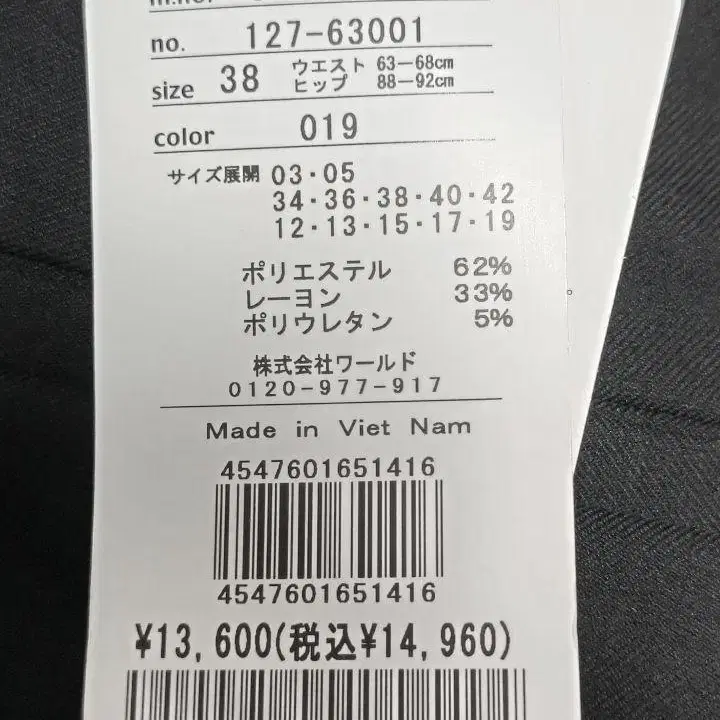 no. 127-63001
size 38 ウエスト 63-68cm
ヒップ 88-92cm
color 019
サイズ展開 03・05
34・36・38・40・42
12・13・15・17・19
ポリエステル 62%
レーヨン 33%
ポリウレタン 5%
株式会社ワールド
0120-977-917
Made in Viet Nam
4547601651416
4547601651416
¥13,600(税込¥14,960)